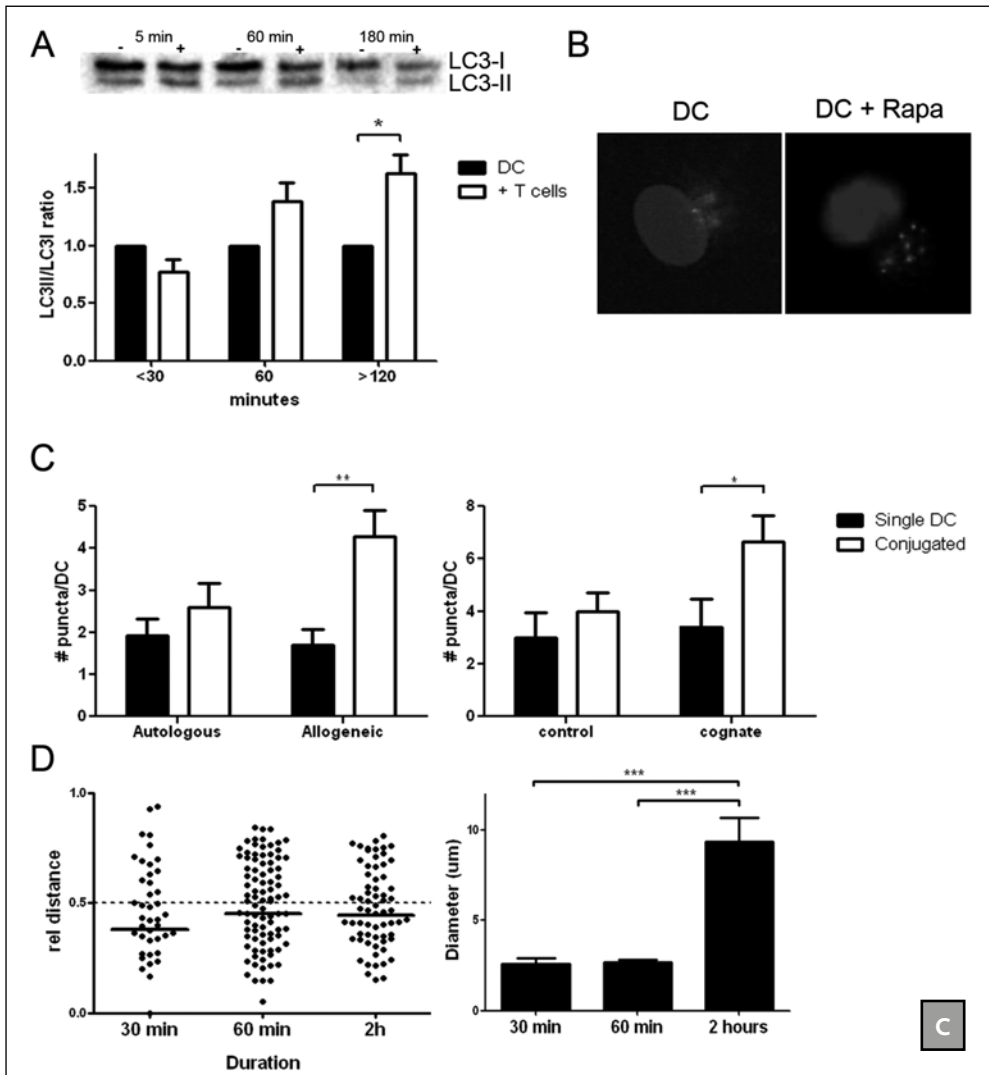 A
5 min 60 min 180 min
- + - + - +
LC3-I
LC3-II
*
DC
+ T cells
LC3II/LC3I ratio
1.5
1.0
0.5
0.0
<30 60 >120
minutes
B
DC DC + Rapa
C
**
# puncta/DC
5
4
3
2
1
0
Autologous Allogeneic
*
Single DC
Conjugated
# puncta/DC
8
6
4
2
0
control cognate
D
rel distance
1.0
0.5
0.0
30 min 60 min 2h
Duration
***
***
Diameter (um)
10
5
0
30 min 60 min 2 hours
C